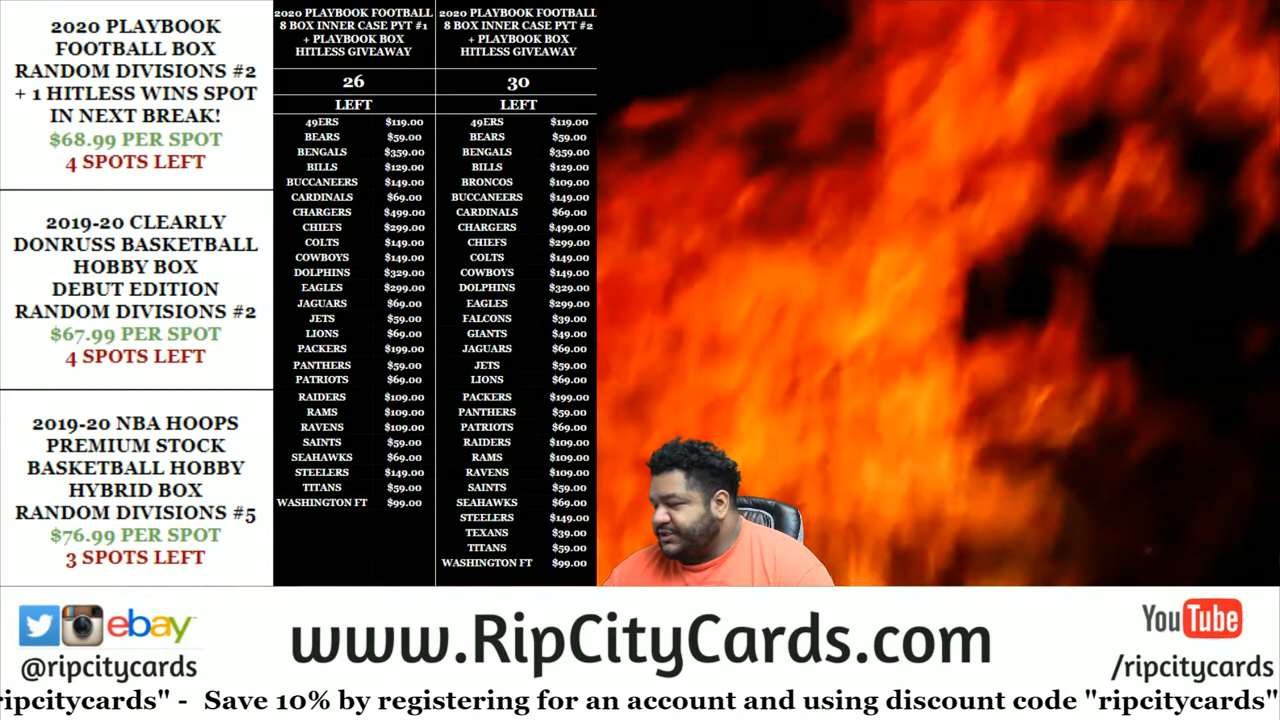 2020 PLAYBOOK
FOOTBALL BOX
RANDOM DIVISIONS #2
+ 1 HITLESS WINS SPOT
IN NEXT BREAK!
$68.99 PER SPOT
4 SPOTS LEFT
2019-20 CLEARLY
DONRUSS BASKETBALL
HOBBY BOX
DEBUT EDITION
RANDOM DIVISIONS #2
$67.99 PER SPOT
4 SPOTS LEFT
2019-20 NBA HOOPS
PREMIUM STOCK
BASKETBALL HOBBY
HYBRID BOX
RANDOM DIVISIONS #5
$76.99 PER SPOT
3 SPOTS LEFT
2020 PLAYBOOK FOOTBALL
8 BOX INNER CASE PYT #1
+ PLAYBOOK BOX
HITLESS GIVEAWAY
26
LEFT
49ERS $119.00
BEARS $59.00
BENGALS $359.00
BILLS $129.00
BUCCANEERS $149.00
CARDINALS $69.00
CHARGERS $499.00
CHIEFS $299.00
COLTS $149.00
COWBOYS $149.00
DOLPHINS $329.00
EAGLES $299.00
JAGUARS $69.00
JETS $59.00
LIONS $69.00
PACKERS $199.00
PANTHERS $59.00
PATRIOTS $69.00
RAIDERS $109.00
RAMS $109.00
RAVENS $109.00
SAINTS $59.00
SEAHAWKS $69.00
STEELERS $149.00
TITANS $59.00
WASHINGTON FT $99.00
2020 PLAYBOOK FOOTBALL
8 BOX INNER CASE PYT #2
+ PLAYBOOK BOX
HITLESS GIVEAWAY
30
LEFT
49ERS $119.00
BEARS $59.00
BENGALS $359.00
BILLS $129.00
BRONCOS $109.00
BUCCANEERS $149.00
CARDINALS $69.00
CHARGERS $499.00
CHIEFS $299.00
COLTS $149.00
COWBOYS $149.00
DOLPHINS $329.00
EAGLES $299.00
FALCONS $39.00
GIANTS $49.00
JAGUARS $69.00
JETS $59.00
LIONS $69.00
PACKERS $199.00
PANTHERS $59.00
PATRIOTS $69.00
RAIDERS $109.00
RAMS $109.00
RAVENS $109.00
SAINTS $59.00
SEAHAWKS $69.00
STEELERS $149.00
TEXANS $39.00
TITANS $59.00
WASHINGTON FT $99.00
ebay
@ripcitycards
www.RipCityCards.com
YouTube
/ripcitycards
ripcitycards" - Save 10% by registering for an account and using discount code "ripcitycards"